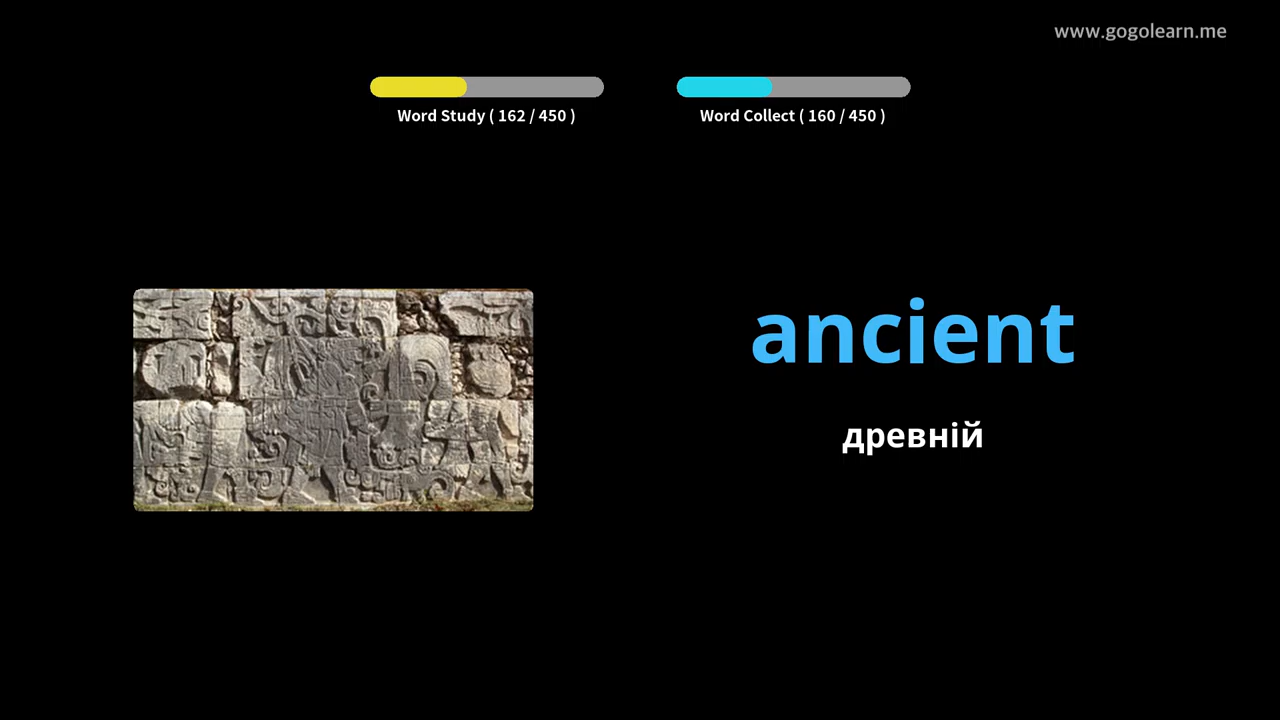 www.gogolearn.me
Word Study ( 162 / 450 )
Word Collect ( 160 / 450 )
ancient
древній